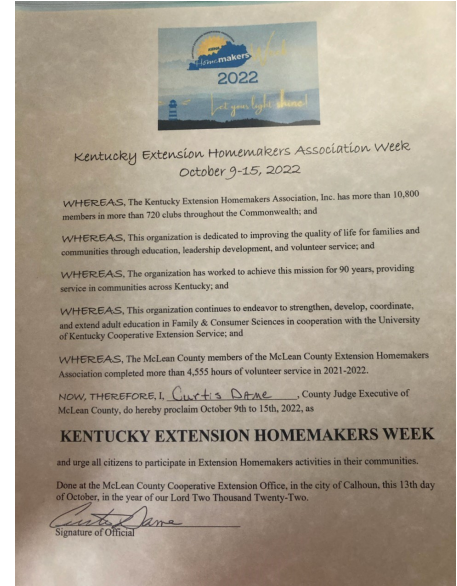 Homemakers Week
2022
Let your light shine!
Kentucky Extension Homemakers Association Week
October 9-15, 2022
WHEREAS, The Kentucky Extension Homemakers Association, Inc. has more than 10,800
members in more than 720 clubs throughout the Commonwealth; and
WHEREAS, This organization is dedicated to improving the quality of life for families and
communities through education, leadership development, and volunteer service; and
WHEREAS, The organization has worked to achieve this mission for 90 years, providing
service in communities across Kentucky; and
WHEREAS, This organization continues to endeavor to strengthen, develop, coordinate,
and extend adult education in Family & Consumer Sciences in cooperation with the University
of Kentucky Cooperative Extension Service; and
WHEREAS, The McLean County members of the McLean County Extension Homemakers
Association completed more than 4,555 hours of volunteer service in 2021-2022.
NOW, THEREFORE, I, Curtis Dame, County Judge Executive of
McLean County, do hereby proclaim October 9th to 15th, 2022, as
KENTUCKY EXTENSION HOMEMAKERS WEEK
and urge all citizens to participate in Extension Homemakers activities in their communities.
Done at the McLean County Cooperative Extension Office, in the city of Calhoun, this 13th day
of October, in the year of our Lord Two Thousand Twenty-Two.
Curtis Dame
Signature of Official